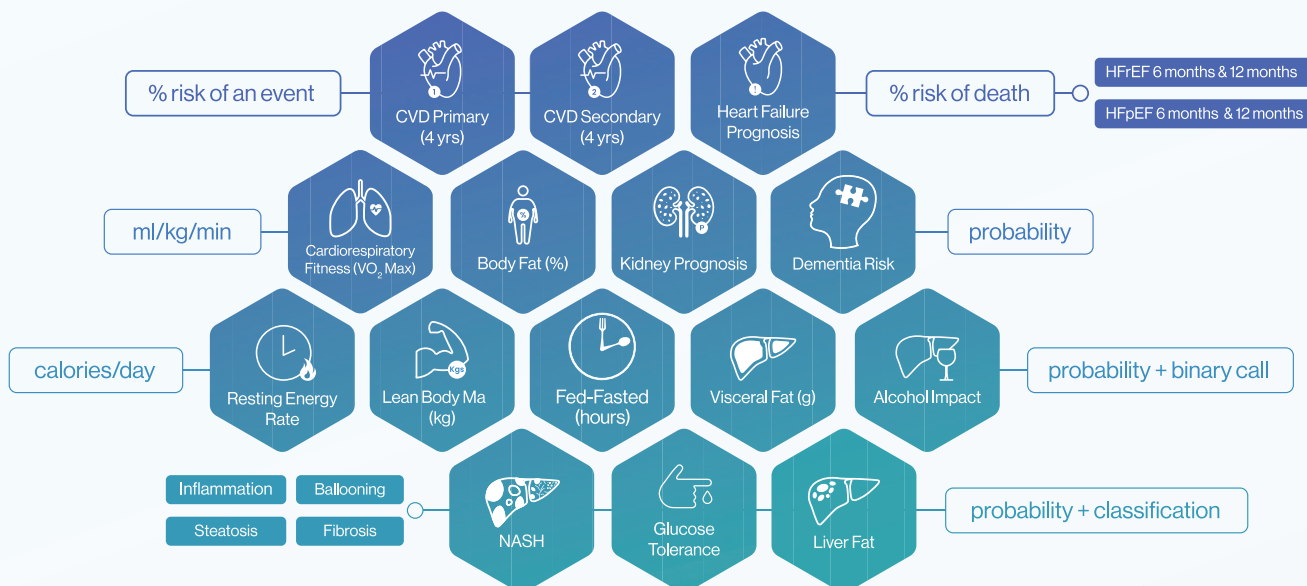 % risk of an event
1
CVD Primary
(4 yrs)
2
CVD Secondary
(4 yrs)
!
Heart Failure
Prognosis
% risk of death
HFrEF 6 months & 12 months
HFpEF 6 months & 12 months
ml/kg/min
Cardiorespiratory
Fitness (VO₂ Max)
%
Body Fat (%)
P
Kidney Prognosis
Dementia Risk
probability
calories/day
Resting Energy
Rate
Kgs
Lean Body Ma
(kg)
Fed-Fasted
(hours)
Visceral Fat (g)
Alcohol Impact
probability + binary call
Inflammation
Ballooning
Steatosis
Fibrosis
NASH
Glucose
Tolerance
Liver Fat
probability + classification